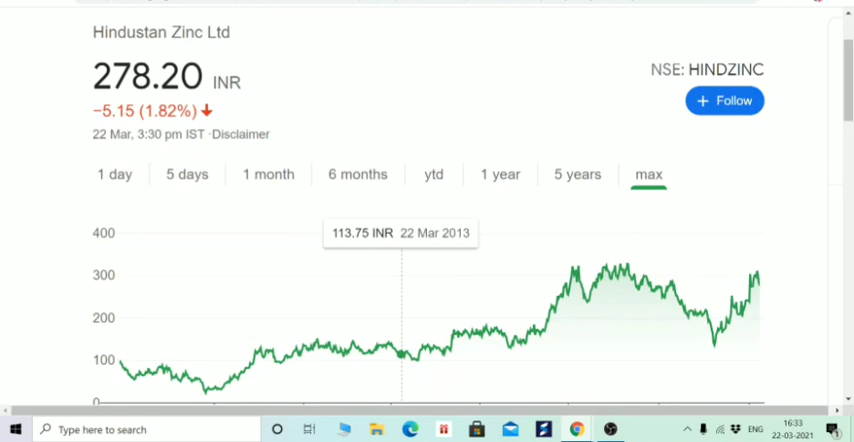 Hindustan Zinc Ltd
278.20 INR
NSE: HINDZINC
−5.15 (1.82%)
+ Follow
22 Mar, 3:30 pm IST ·Disclaimer
1 day 5 days 1 month 6 months ytd 1 year 5 years max
400
113.75 INR 22 Mar 2013
300
200
100
0
Type here to search
ENG
16:33
22-03-2021
1